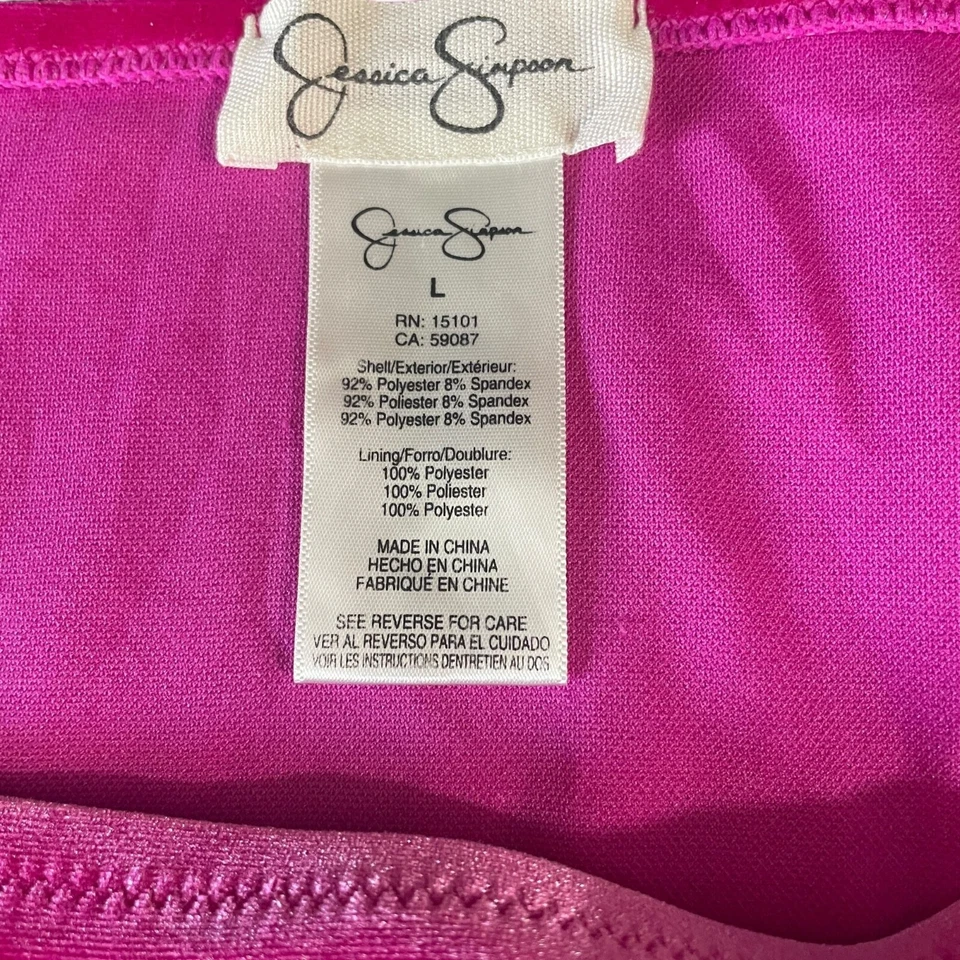 Jessica Simpson
Jessica Simpson
L
RN: 15101
CA: 59087
Shell/Exterior/Extérieur:
92% Polyester 8% Spandex
92% Poliester 8% Spandex
92% Polyester 8% Spandex
Lining/Forro/Doublure:
100% Polyester
100% Poliester
100% Polyester
MADE IN CHINA
HECHO EN CHINA
FABRIQUÉ EN CHINE
SEE REVERSE FOR CARE
VER AL REVERSO PARA EL CUIDADO
VOIR LES INSTRUCTIONS DENTRETIEN AU DOS